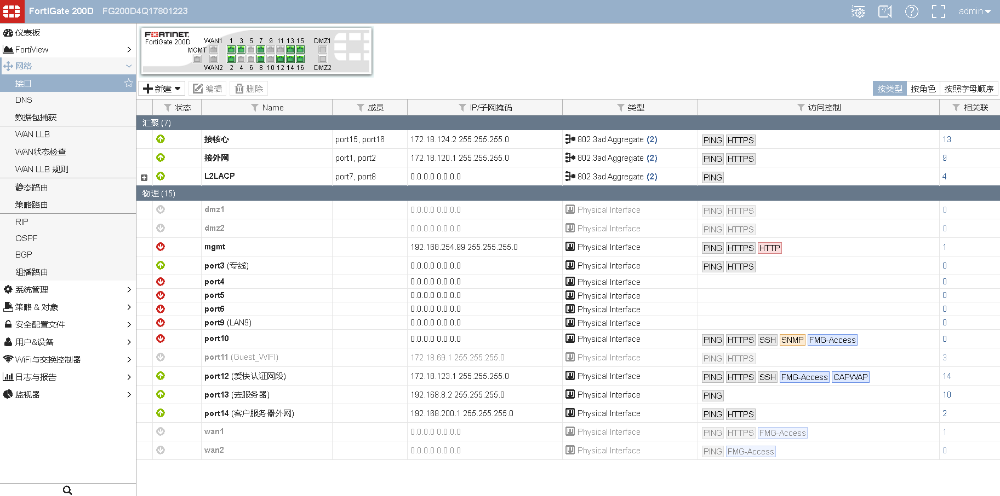 FortiGate 200D FG200D4Q17801223 admin
仪表板
FortiView
网络
接口
DNS
数据包捕获
WAN LLB
WAN状态检查
WAN LLB 规则
静态路由
策略路由
RIP
OSPF
BGP
组播路由
系统管理
策略 & 对象
安全配置文件
用户&设备
WiFi与交换控制器
日志与报告
监视器
FORTINET.
FortiGate 200D
WAN1 1 3 5 7 9 11 13 15 DMZ1
MGMT
WAN2 2 4 6 8 10 12 14 16 DMZ2
新建 编辑 删除 按类型 按角色 按照字母顺序
状态 Name 成员 IP/子网掩码 类型 访问控制 相关联
汇聚 (7)
接核心 port15, port16 172.18.124.2 255.255.255.0 802.3ad Aggregate (2) PING HTTPS 13
接外网 port1, port2 172.18.120.1 255.255.255.0 802.3ad Aggregate (2) PING HTTPS 9
L2LACP port7, port8 0.0.0.0 0.0.0.0 802.3ad Aggregate (2) PING 4
物理 (15)
dmz1 0.0.0.0 0.0.0.0 Physical Interface PING HTTPS 0
dmz2 0.0.0.0 0.0.0.0 Physical Interface PING HTTPS 0
mgmt 192.168.254.99 255.255.255.0 Physical Interface PING HTTPS HTTP 1
port3 (专线) 0.0.0.0 0.0.0.0 Physical Interface PING HTTPS 0
port4 0.0.0.0 0.0.0.0 Physical Interface 0
port5 0.0.0.0 0.0.0.0 Physical Interface 0
port6 0.0.0.0 0.0.0.0 Physical Interface 0
port9 (LAN9) 0.0.0.0 0.0.0.0 Physical Interface 0
port10 0.0.0.0 0.0.0.0 Physical Interface PING HTTPS SSH SNMP FMG-Access 0
port11 (Guest_WIFI) 172.18.69.1 255.255.255.0 Physical Interface PING HTTPS 3
port12 (爱快认证网段) 172.18.123.1 255.255.255.0 Physical Interface PING HTTPS SSH FMG-Access CAPWAP 14
port13 (去服务器) 192.168.8.2 255.255.255.0 Physical Interface PING 10
port14 (客户服务器外网) 192.168.200.1 255.255.255.0 Physical Interface PING HTTPS 2
wan1 0.0.0.0 0.0.0.0 Physical Interface PING HTTPS FMG-Access 1
wan2 0.0.0.0 0.0.0.0 Physical Interface PING FMG-Access 0